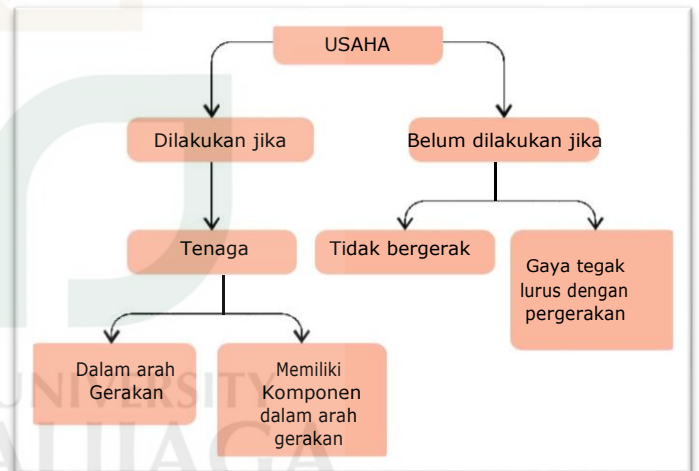 USAHA
Dilakukan jika
Belum dilakukan jika
Tenaga
Tidak bergerak
Gaya tegak
lurus dengan
pergerakan
Dalam arah
Gerakan
Memiliki
Komponen
dalam arah
gerakan
UNIVERSITY